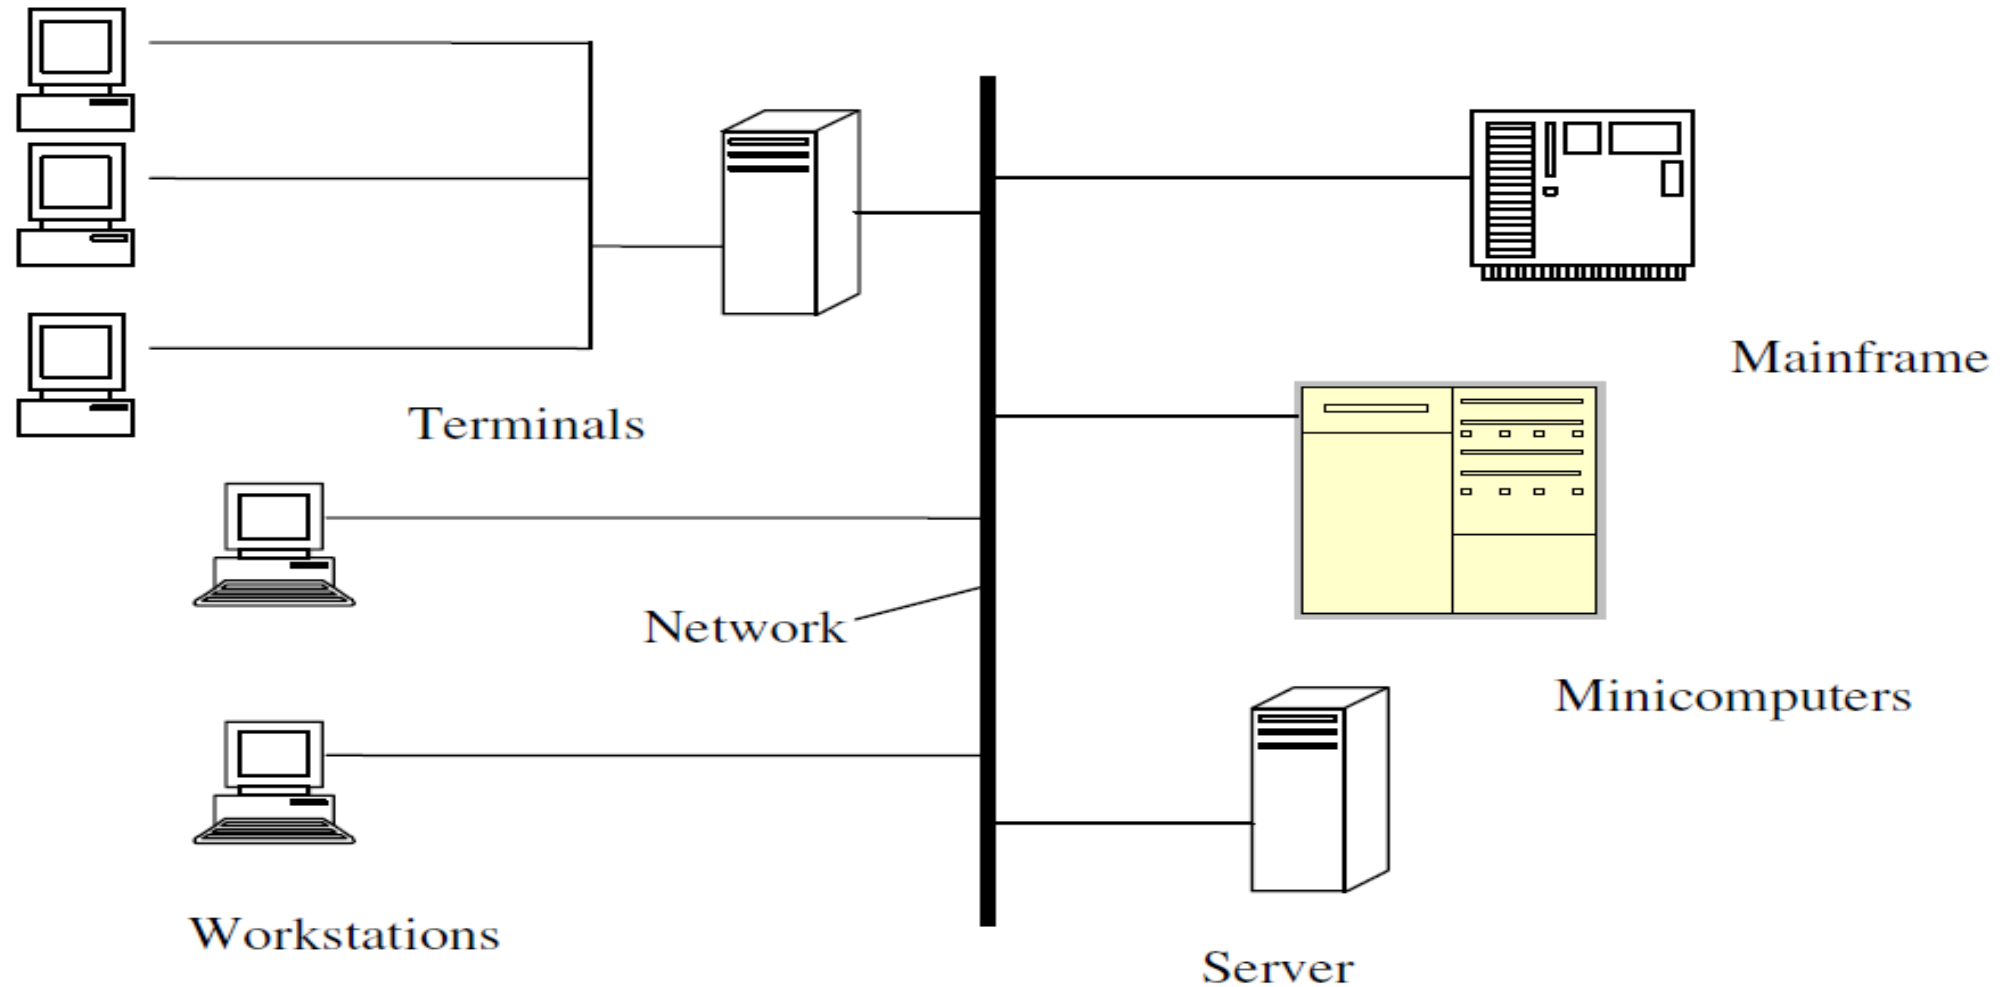 Mainframe
Terminals
Network
Minicomputers
Workstations
Server